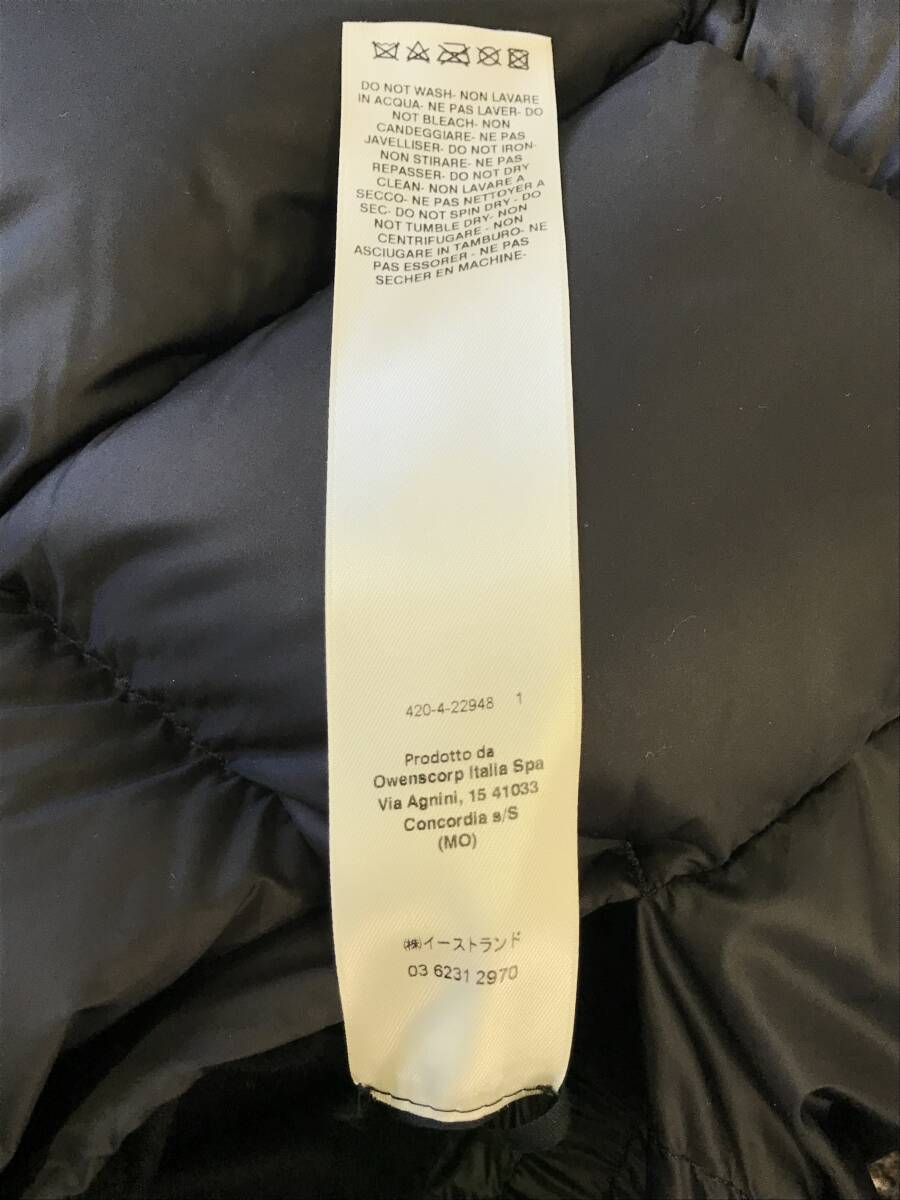 DO NOT WASH- NON LAVARE
IN ACQUA- NE PAS LAVER- DO
NOT BLEACH- NON
CANDEGGIARE- NE PAS
JAVELLISER- DO NOT IRON-
NON STIRARE- NE PAS
REPASSER- DO NOT DRY
CLEAN- NON LAVARE A
SECCO- NE PAS NETTOYER A
SEC- DO NOT SPIN DRY - DO
NOT TUMBLE DRY- NON
CENTRIFUGARE - NON
ASCIUGARE IN TAMBURO- NE
PAS ESSORER - NE PAS
SECHER EN MACHINE-
420-4-22948 1
Prodotto da
Owenscorp Italia Spa
Via Agnini, 15 41033
Concordia s/S
(MO)
㈱イーストランド
03 6231 2970